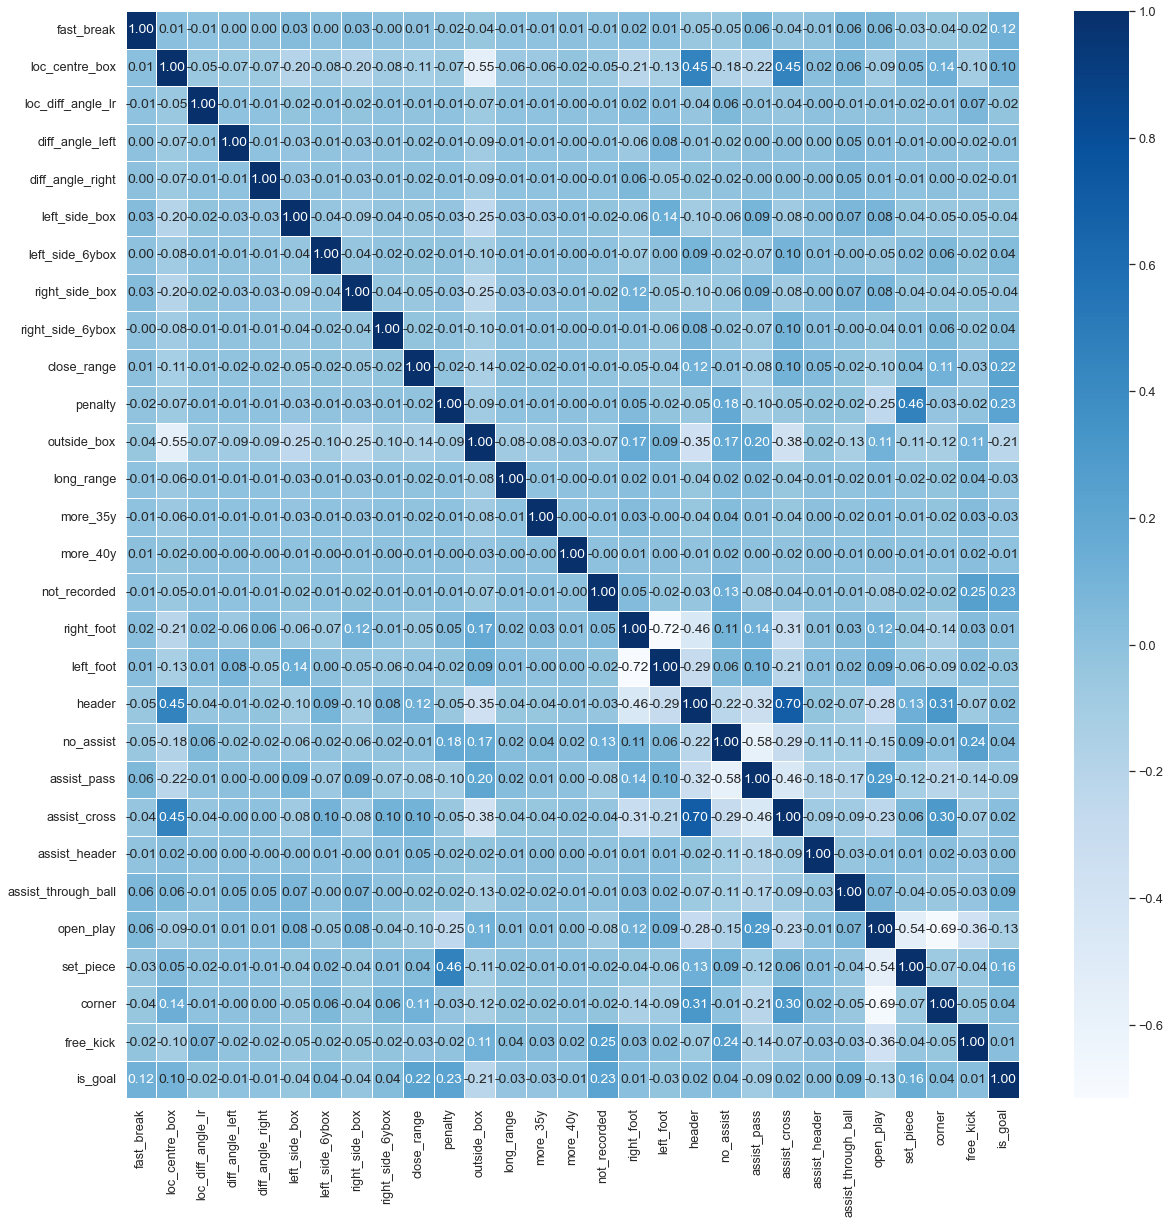 fast_break 1.00 0.01 -0.01 0.00 0.00 0.03 0.00 0.03 -0.00 0.01 -0.02 -0.04 -0.01 -0.01 0.01 -0.01 0.02 0.01 -0.05 -0.05 0.06 -0.04 -0.01 0.06 0.06 -0.03 -0.04 -0.02 0.12
loc_centre_box 0.01 1.00 -0.05 -0.07 -0.07 -0.20 -0.08 -0.20 -0.08 -0.11 -0.07 -0.55 -0.06 -0.06 -0.02 -0.05 -0.21 -0.13 0.45 -0.18 -0.22 0.45 0.02 0.06 -0.09 0.05 0.14 -0.10 0.10
loc_diff_angle_lr -0.01 -0.05 1.00 -0.01 -0.01 -0.02 -0.01 -0.02 -0.01 -0.01 -0.01 -0.07 -0.01 -0.01 -0.00 -0.01 0.02 0.01 -0.04 0.06 -0.01 -0.04 -0.00 -0.01 -0.01 -0.02 -0.01 0.07 -0.02
diff_angle_left 0.00 -0.07 -0.01 1.00 -0.01 -0.03 -0.01 -0.03 -0.01 -0.02 -0.01 -0.09 -0.01 -0.01 -0.00 -0.01 -0.06 0.08 -0.01 -0.02 0.00 -0.00 0.00 0.05 0.01 -0.01 -0.00 -0.02 -0.01
diff_angle_right 0.00 -0.07 -0.01 -0.01 1.00 -0.03 -0.01 -0.03 -0.01 -0.02 -0.01 -0.09 -0.01 -0.01 -0.00 -0.01 0.06 -0.05 -0.02 -0.02 -0.00 0.00 -0.00 0.05 0.01 -0.01 0.00 -0.02 -0.01
left_side_box 0.03 -0.20 -0.02 -0.03 -0.03 1.00 -0.04 -0.09 -0.04 -0.05 -0.03 -0.25 -0.03 -0.03 -0.01 -0.02 -0.06 0.14 -0.10 -0.06 0.09 -0.08 -0.00 0.07 0.08 -0.04 -0.05 -0.05 -0.04
left_side_6ybox 0.00 -0.08 -0.01 -0.01 -0.01 -0.04 1.00 -0.04 -0.02 -0.02 -0.01 -0.10 -0.01 -0.01 -0.00 -0.01 -0.07 0.00 0.09 -0.02 -0.07 0.10 0.01 -0.00 -0.05 0.02 0.06 -0.02 0.04
right_side_box 0.03 -0.20 -0.02 -0.03 -0.03 -0.09 -0.04 1.00 -0.04 -0.05 -0.03 -0.25 -0.03 -0.03 -0.01 -0.02 0.12 -0.05 -0.10 -0.06 0.09 -0.08 -0.00 0.07 0.08 -0.04 -0.04 -0.05 -0.04
right_side_6ybox -0.00 -0.08 -0.01 -0.01 -0.01 -0.04 -0.02 -0.04 1.00 -0.02 -0.01 -0.10 -0.01 -0.01 -0.00 -0.01 -0.01 -0.06 0.08 -0.02 -0.07 0.10 0.01 -0.00 -0.04 0.01 0.06 -0.02 0.04
close_range 0.01 -0.11 -0.01 -0.02 -0.02 -0.05 -0.02 -0.05 -0.02 1.00 -0.02 -0.14 -0.02 -0.02 -0.01 -0.01 -0.05 -0.04 0.12 -0.01 -0.08 0.10 0.05 -0.02 -0.10 0.04 0.11 -0.03 0.22
penalty -0.02 -0.07 -0.01 -0.01 -0.01 -0.03 -0.01 -0.03 -0.01 -0.02 1.00 -0.09 -0.01 -0.01 -0.00 -0.01 0.05 -0.02 -0.05 0.18 -0.10 -0.05 -0.02 -0.02 -0.25 0.46 -0.03 -0.02 0.23
outside_box -0.04 -0.55 -0.07 -0.09 -0.09 -0.25 -0.10 -0.25 -0.10 -0.14 -0.09 1.00 -0.08 -0.08 -0.03 -0.07 0.17 0.09 -0.35 0.17 0.20 -0.38 -0.02 -0.13 0.11 -0.11 -0.12 0.11 -0.21
long_range -0.01 -0.06 -0.01 -0.01 -0.01 -0.03 -0.01 -0.03 -0.01 -0.02 -0.01 -0.08 1.00 -0.01 -0.00 -0.01 0.02 0.01 -0.04 0.02 0.02 -0.04 -0.01 -0.02 0.01 -0.02 -0.02 0.04 -0.03
more_35y -0.01 -0.06 -0.01 -0.01 -0.01 -0.03 -0.01 -0.03 -0.01 -0.02 -0.01 -0.08 -0.01 1.00 -0.00 -0.01 0.03 -0.00 -0.04 0.04 0.01 -0.04 0.00 -0.02 0.01 -0.01 -0.02 0.03 -0.03
more_40y 0.01 -0.02 -0.00 -0.00 -0.00 -0.01 -0.00 -0.01 -0.00 -0.01 -0.00 -0.03 -0.00 -0.00 1.00 -0.00 0.01 0.00 -0.01 0.02 0.00 -0.02 0.00 -0.01 0.00 -0.01 -0.01 0.02 -0.01
not_recorded -0.01 -0.05 -0.01 -0.01 -0.01 -0.02 -0.01 -0.02 -0.01 -0.01 -0.01 -0.07 -0.01 -0.01 -0.00 1.00 0.05 -0.02 -0.03 0.13 -0.08 -0.04 -0.01 -0.01 -0.08 -0.02 -0.02 0.25 0.23
right_foot 0.02 -0.21 0.02 -0.06 0.06 -0.06 -0.07 0.12 -0.01 -0.05 0.05 0.17 0.02 0.03 0.01 0.05 1.00 -0.72 -0.46 0.11 0.14 -0.31 0.01 0.03 0.12 -0.04 -0.14 0.03 0.01
left_foot 0.01 -0.13 0.01 0.08 -0.05 0.14 0.00 -0.05 -0.06 -0.04 -0.02 0.09 0.01 -0.00 0.00 -0.02 -0.72 1.00 -0.29 0.06 0.10 -0.21 0.01 0.02 0.09 -0.06 -0.09 0.02 -0.03
header -0.05 0.45 -0.04 -0.01 -0.02 -0.10 0.09 -0.10 0.08 0.12 -0.05 -0.35 -0.04 -0.04 -0.01 -0.03 -0.46 -0.29 1.00 -0.22 -0.32 0.70 -0.02 -0.07 -0.28 0.13 0.31 -0.07 0.02
no_assist -0.05 -0.18 0.06 -0.02 -0.02 -0.06 -0.02 -0.06 -0.02 -0.01 0.18 0.17 0.02 0.04 0.02 0.13 0.11 0.06 -0.22 1.00 -0.58 -0.29 -0.11 -0.11 -0.15 0.09 -0.01 0.24 0.04
assist_pass 0.06 -0.22 -0.01 0.00 -0.00 0.09 -0.07 0.09 -0.07 -0.08 -0.10 0.20 0.02 0.01 0.00 -0.08 0.14 0.10 -0.32 -0.58 1.00 -0.46 -0.18 -0.17 0.29 -0.12 -0.21 -0.14 -0.09
assist_cross -0.04 0.45 -0.04 -0.00 0.00 -0.08 0.10 -0.08 0.10 0.10 -0.05 -0.38 -0.04 -0.04 -0.02 -0.04 -0.31 -0.21 0.70 -0.29 -0.46 1.00 -0.09 -0.09 -0.23 0.06 0.30 -0.07 0.02
assist_header -0.01 0.02 -0.00 0.00 -0.00 -0.00 0.01 -0.00 0.01 0.05 -0.02 -0.02 -0.01 0.00 0.00 -0.01 0.01 0.01 -0.02 -0.11 -0.18 -0.09 1.00 -0.03 -0.01 0.01 0.02 -0.03 0.00
assist_through_ball 0.06 0.06 -0.01 0.05 0.05 0.07 -0.00 0.07 -0.00 -0.02 -0.02 -0.13 -0.02 -0.02 -0.01 -0.01 0.03 0.02 -0.07 -0.11 -0.17 -0.09 -0.03 1.00 0.07 -0.04 -0.05 -0.03 0.09
open_play 0.06 -0.09 -0.01 0.01 0.01 0.08 -0.05 0.08 -0.04 -0.10 -0.25 0.11 0.01 0.01 0.00 -0.08 0.12 0.09 -0.28 -0.15 0.29 -0.23 -0.01 0.07 1.00 -0.54 -0.69 -0.36 -0.13
set_piece -0.03 0.05 -0.02 -0.01 -0.01 -0.04 0.02 -0.04 0.01 0.04 0.46 -0.11 -0.02 -0.01 -0.01 -0.02 -0.04 -0.06 0.13 0.09 -0.12 0.06 0.01 -0.04 -0.54 1.00 -0.07 -0.04 0.16
corner -0.04 0.14 -0.01 -0.00 0.00 -0.05 0.06 -0.04 0.06 0.11 -0.03 -0.12 -0.02 -0.02 -0.01 -0.02 -0.14 -0.09 0.31 -0.01 -0.21 0.30 0.02 -0.05 -0.69 -0.07 1.00 -0.05 0.04
free_kick -0.02 -0.10 0.07 -0.02 -0.02 -0.05 -0.02 -0.05 -0.02 -0.03 -0.02 0.11 0.04 0.03 0.02 0.25 0.03 0.02 -0.07 0.24 -0.14 -0.07 -0.03 -0.03 -0.36 -0.04 -0.05 1.00 0.01
is_goal 0.12 0.10 -0.02 -0.01 -0.01 -0.04 0.04 -0.04 0.04 0.22 0.23 -0.21 -0.03 -0.03 -0.01 0.23 0.01 -0.03 0.02 0.04 -0.09 0.02 0.00 0.09 -0.13 0.16 0.04 0.01 1.00
fast_break
loc_centre_box
loc_diff_angle_lr
diff_angle_left
diff_angle_right
left_side_box
left_side_6ybox
right_side_box
right_side_6ybox
close_range
penalty
outside_box
long_range
more_35y
more_40y
not_recorded
right_foot
left_foot
header
no_assist
assist_pass
assist_cross
assist_header
assist_through_ball
open_play
set_piece
corner
free_kick
is_goal
1.0
0.8
0.6
0.4
0.2
0.0
−0.2
−0.4
−0.6